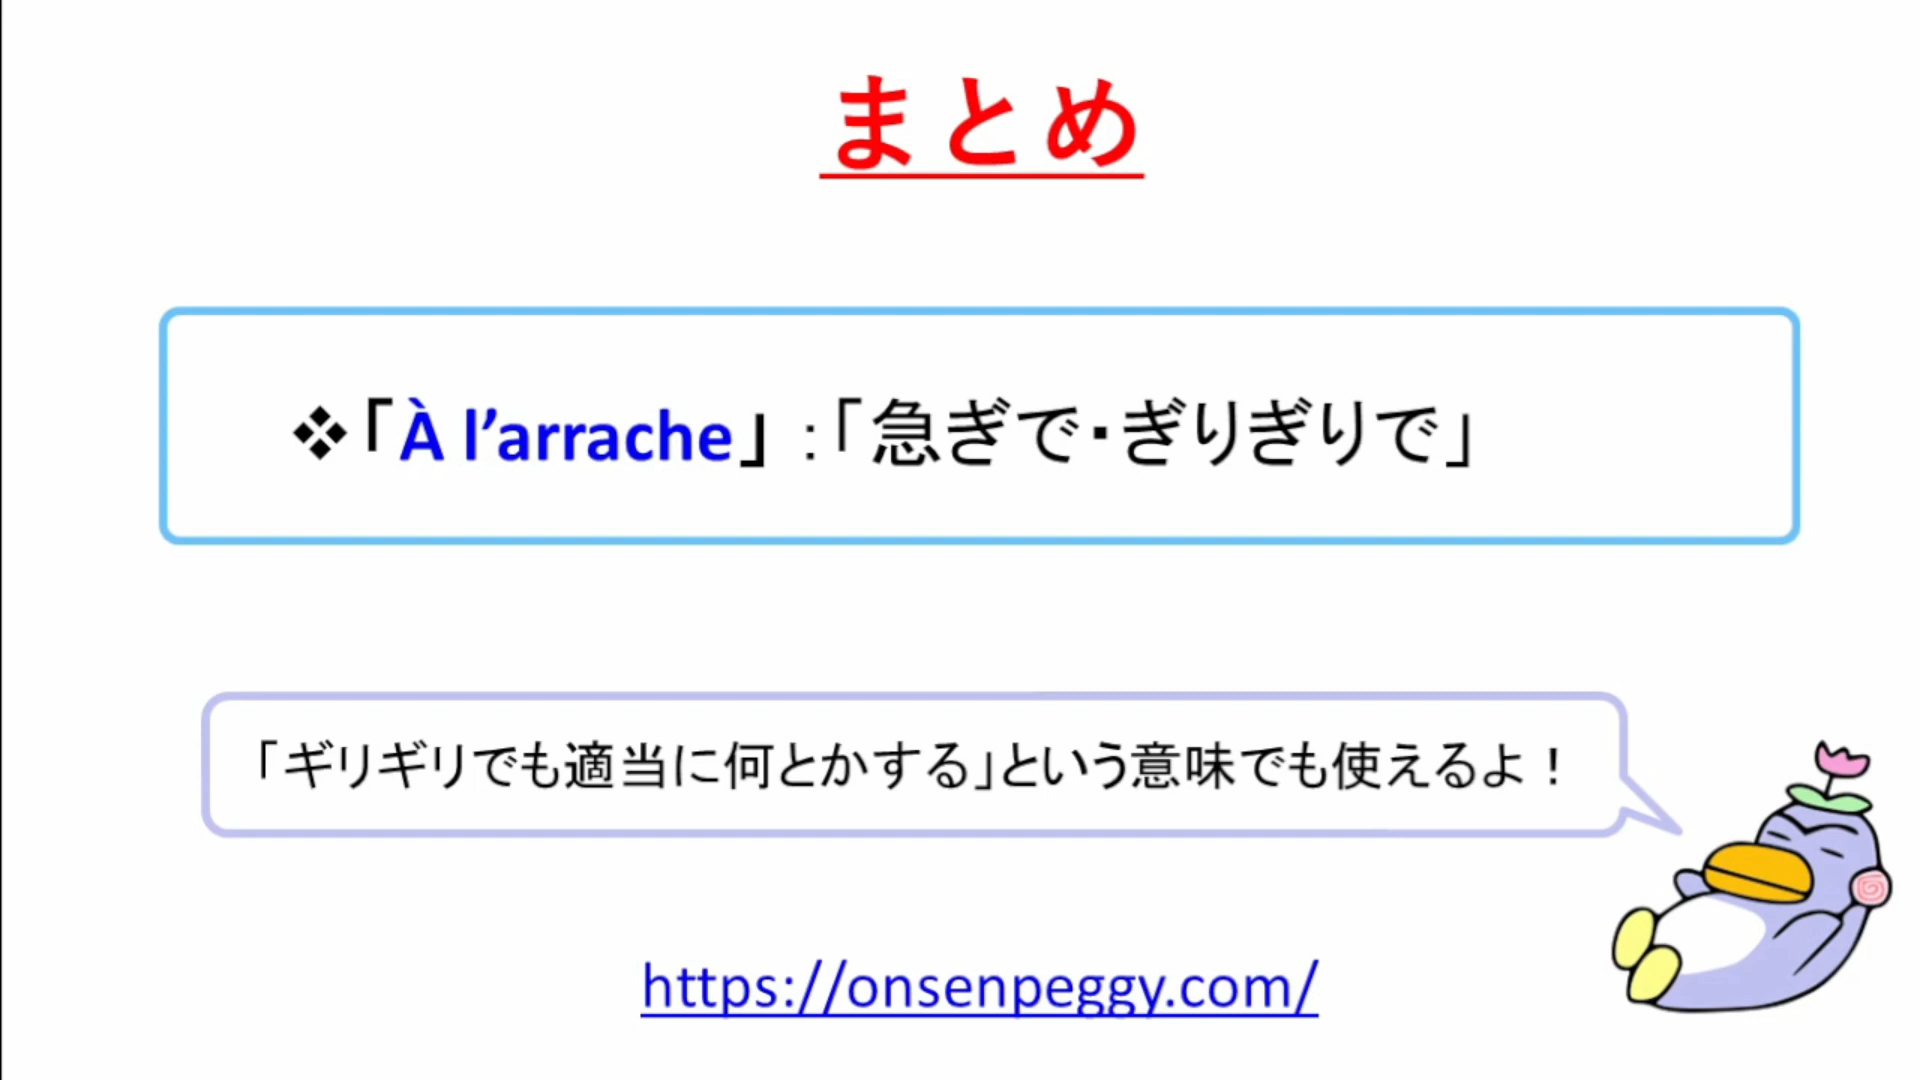 まとめ
❖「À l’arrache」 :「急ぎで・ぎりぎりで」
「ギリギリでも適当に何とかする」という意味でも使えるよ！
https://onsenpeggy.com/